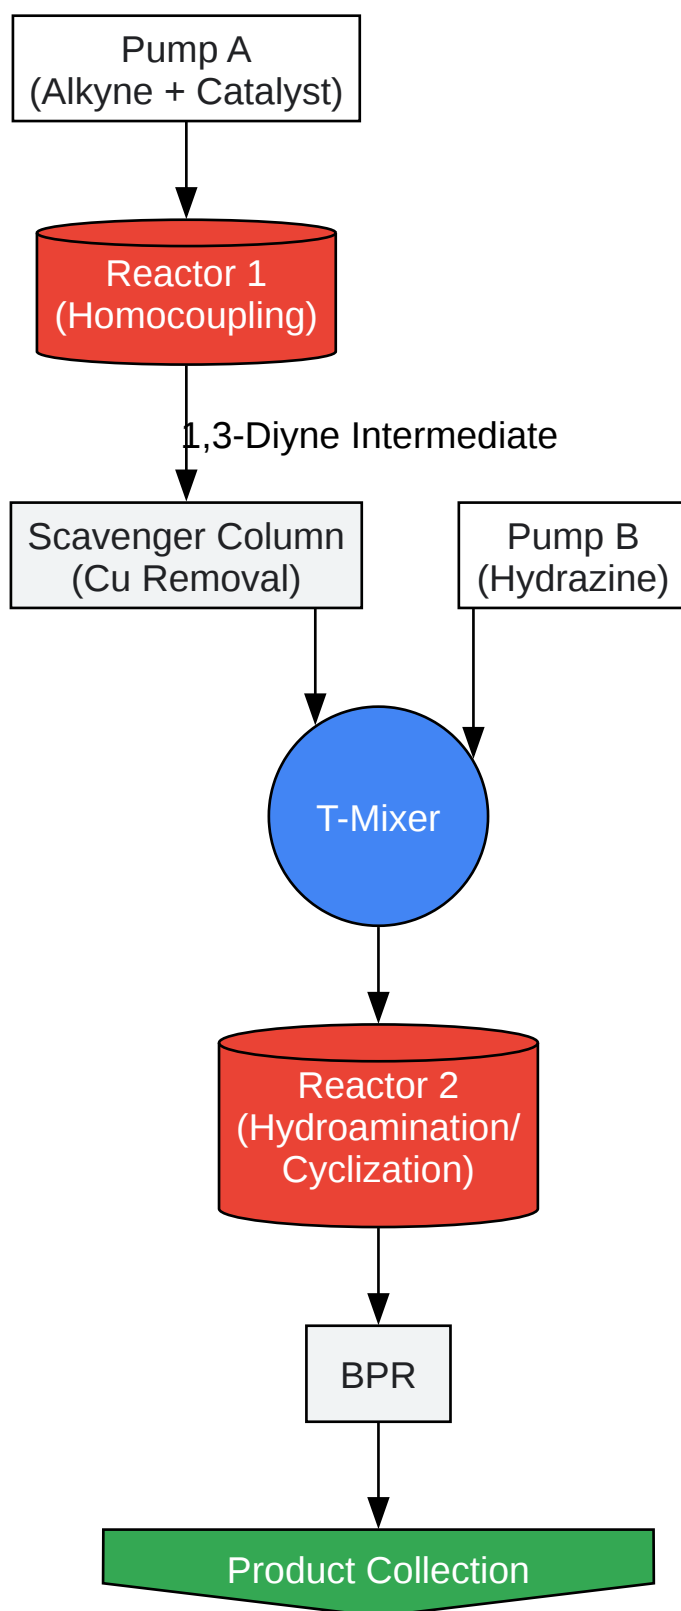 Pump A
(Alkyne + Catalyst)
Reactor 1
(Homocoupling)
1,3-Diyne Intermediate
Scavenger Column
(Cu Removal)
Pump B
(Hydrazine)
T-Mixer
Reactor 2
(Hydroamination/
Cyclization)
BPR
Product Collection